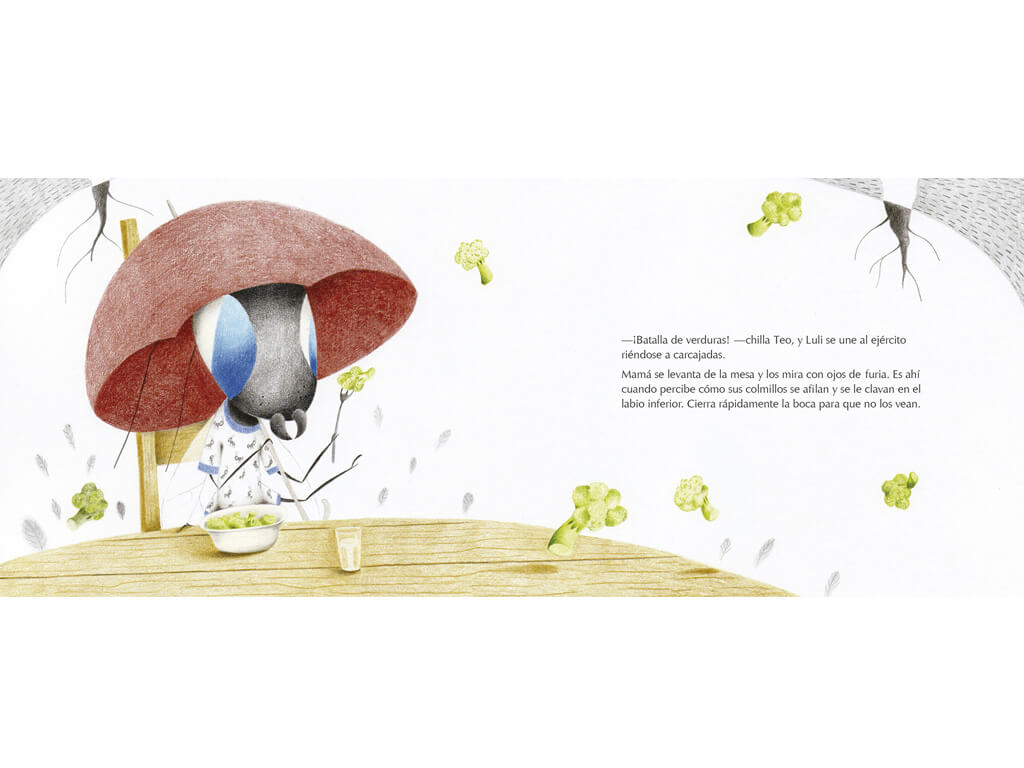 —¡Batalla de verduras! —chilla Teo, y Luli se une al ejército
riéndose a carcajadas.
Mamá se levanta de la mesa y los mira con ojos de furia. Es ahí
cuando percibe cómo sus colmillos se afilan y se le clavan en el
labio inferior. Cierra rápidamente la boca para que no los vean.